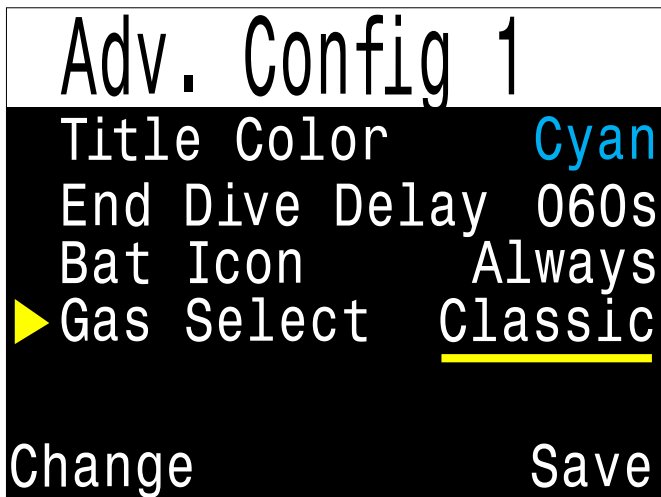 Adv. Config 1
Title Color Cyan
End Dive Delay 060s
Bat Icon Always
Gas Select Classic
Change Save